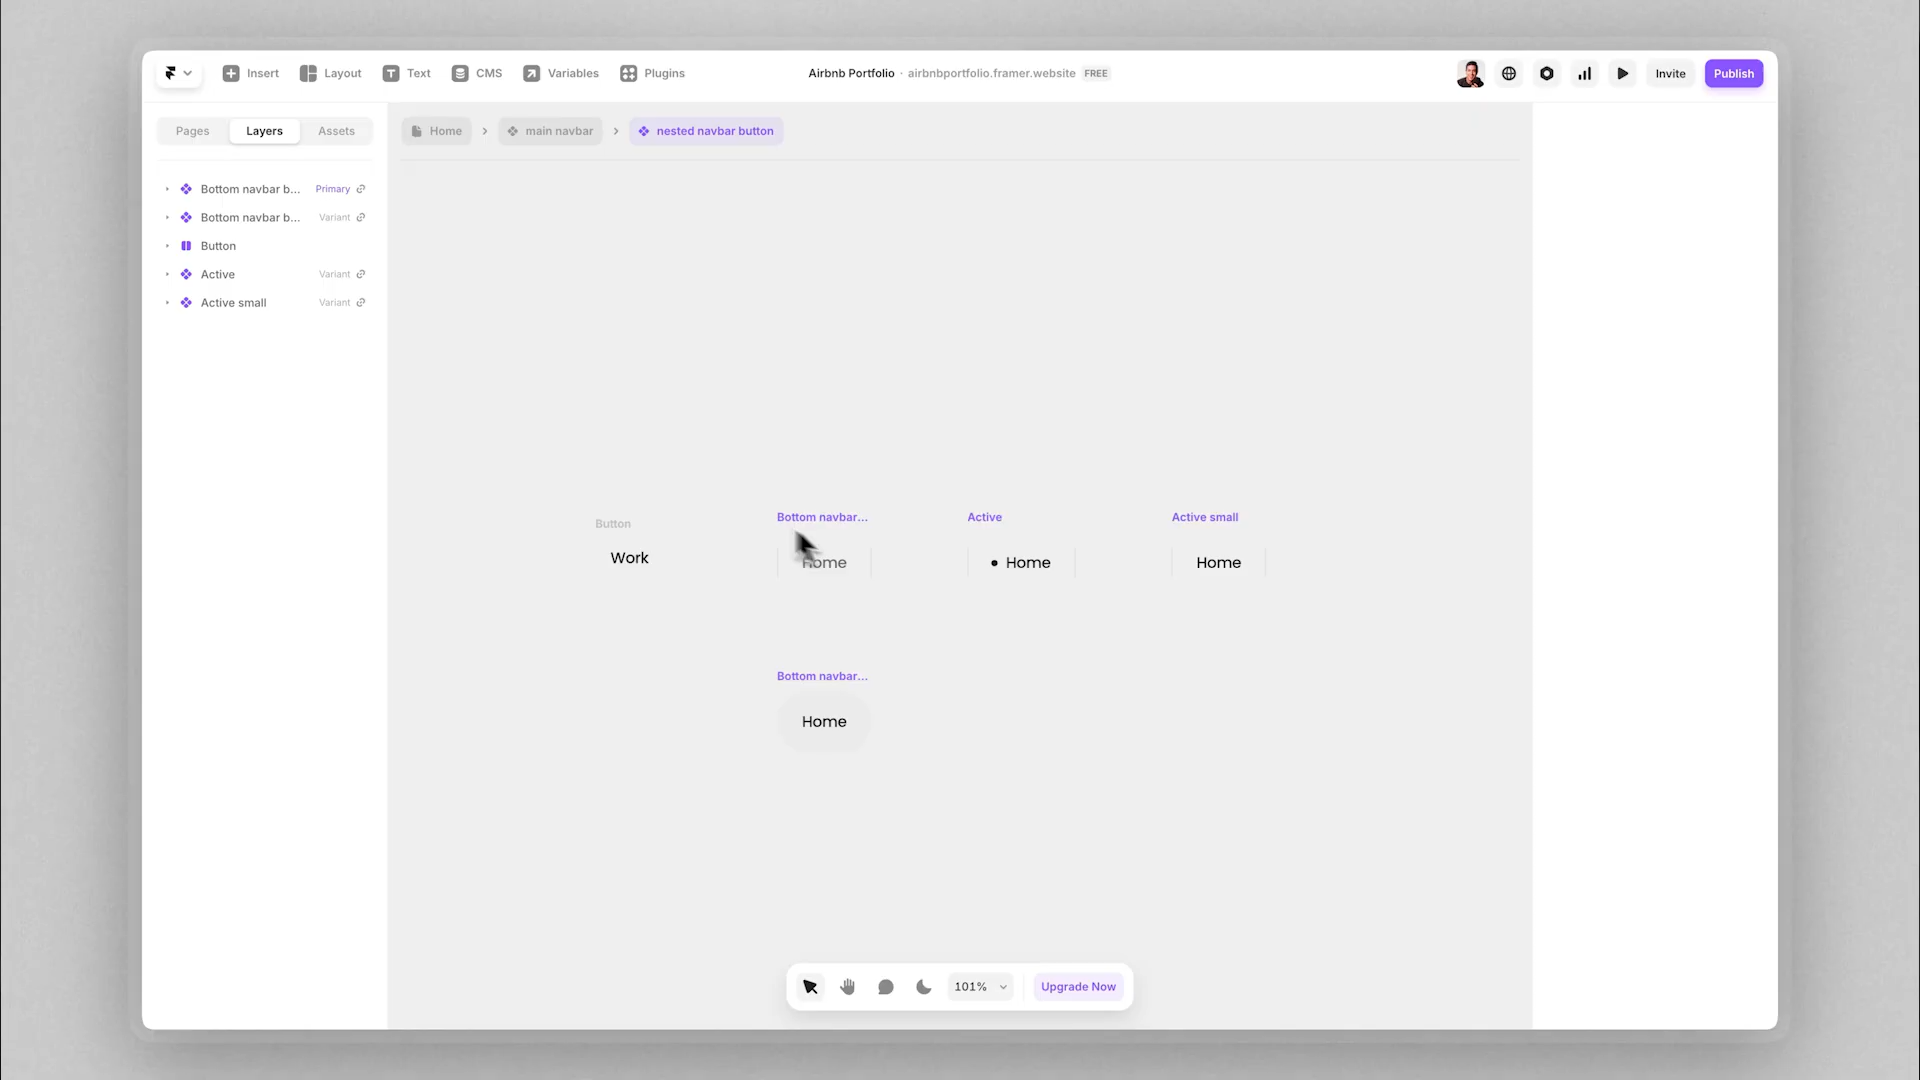 Insert Layout Text CMS Variables Plugins Airbnb Portfolio · airbnbportfolio.framer.website FREE Invite Publish
Pages Layers Assets
Home > main navbar > nested navbar button
Bottom navbar b... Primary
Bottom navbar b... Variant
Button
Active Variant
Active small Variant
Button
Work
Bottom navbar...
Home
Active
Home
Active small
Home
Bottom navbar...
Home
101% Upgrade Now